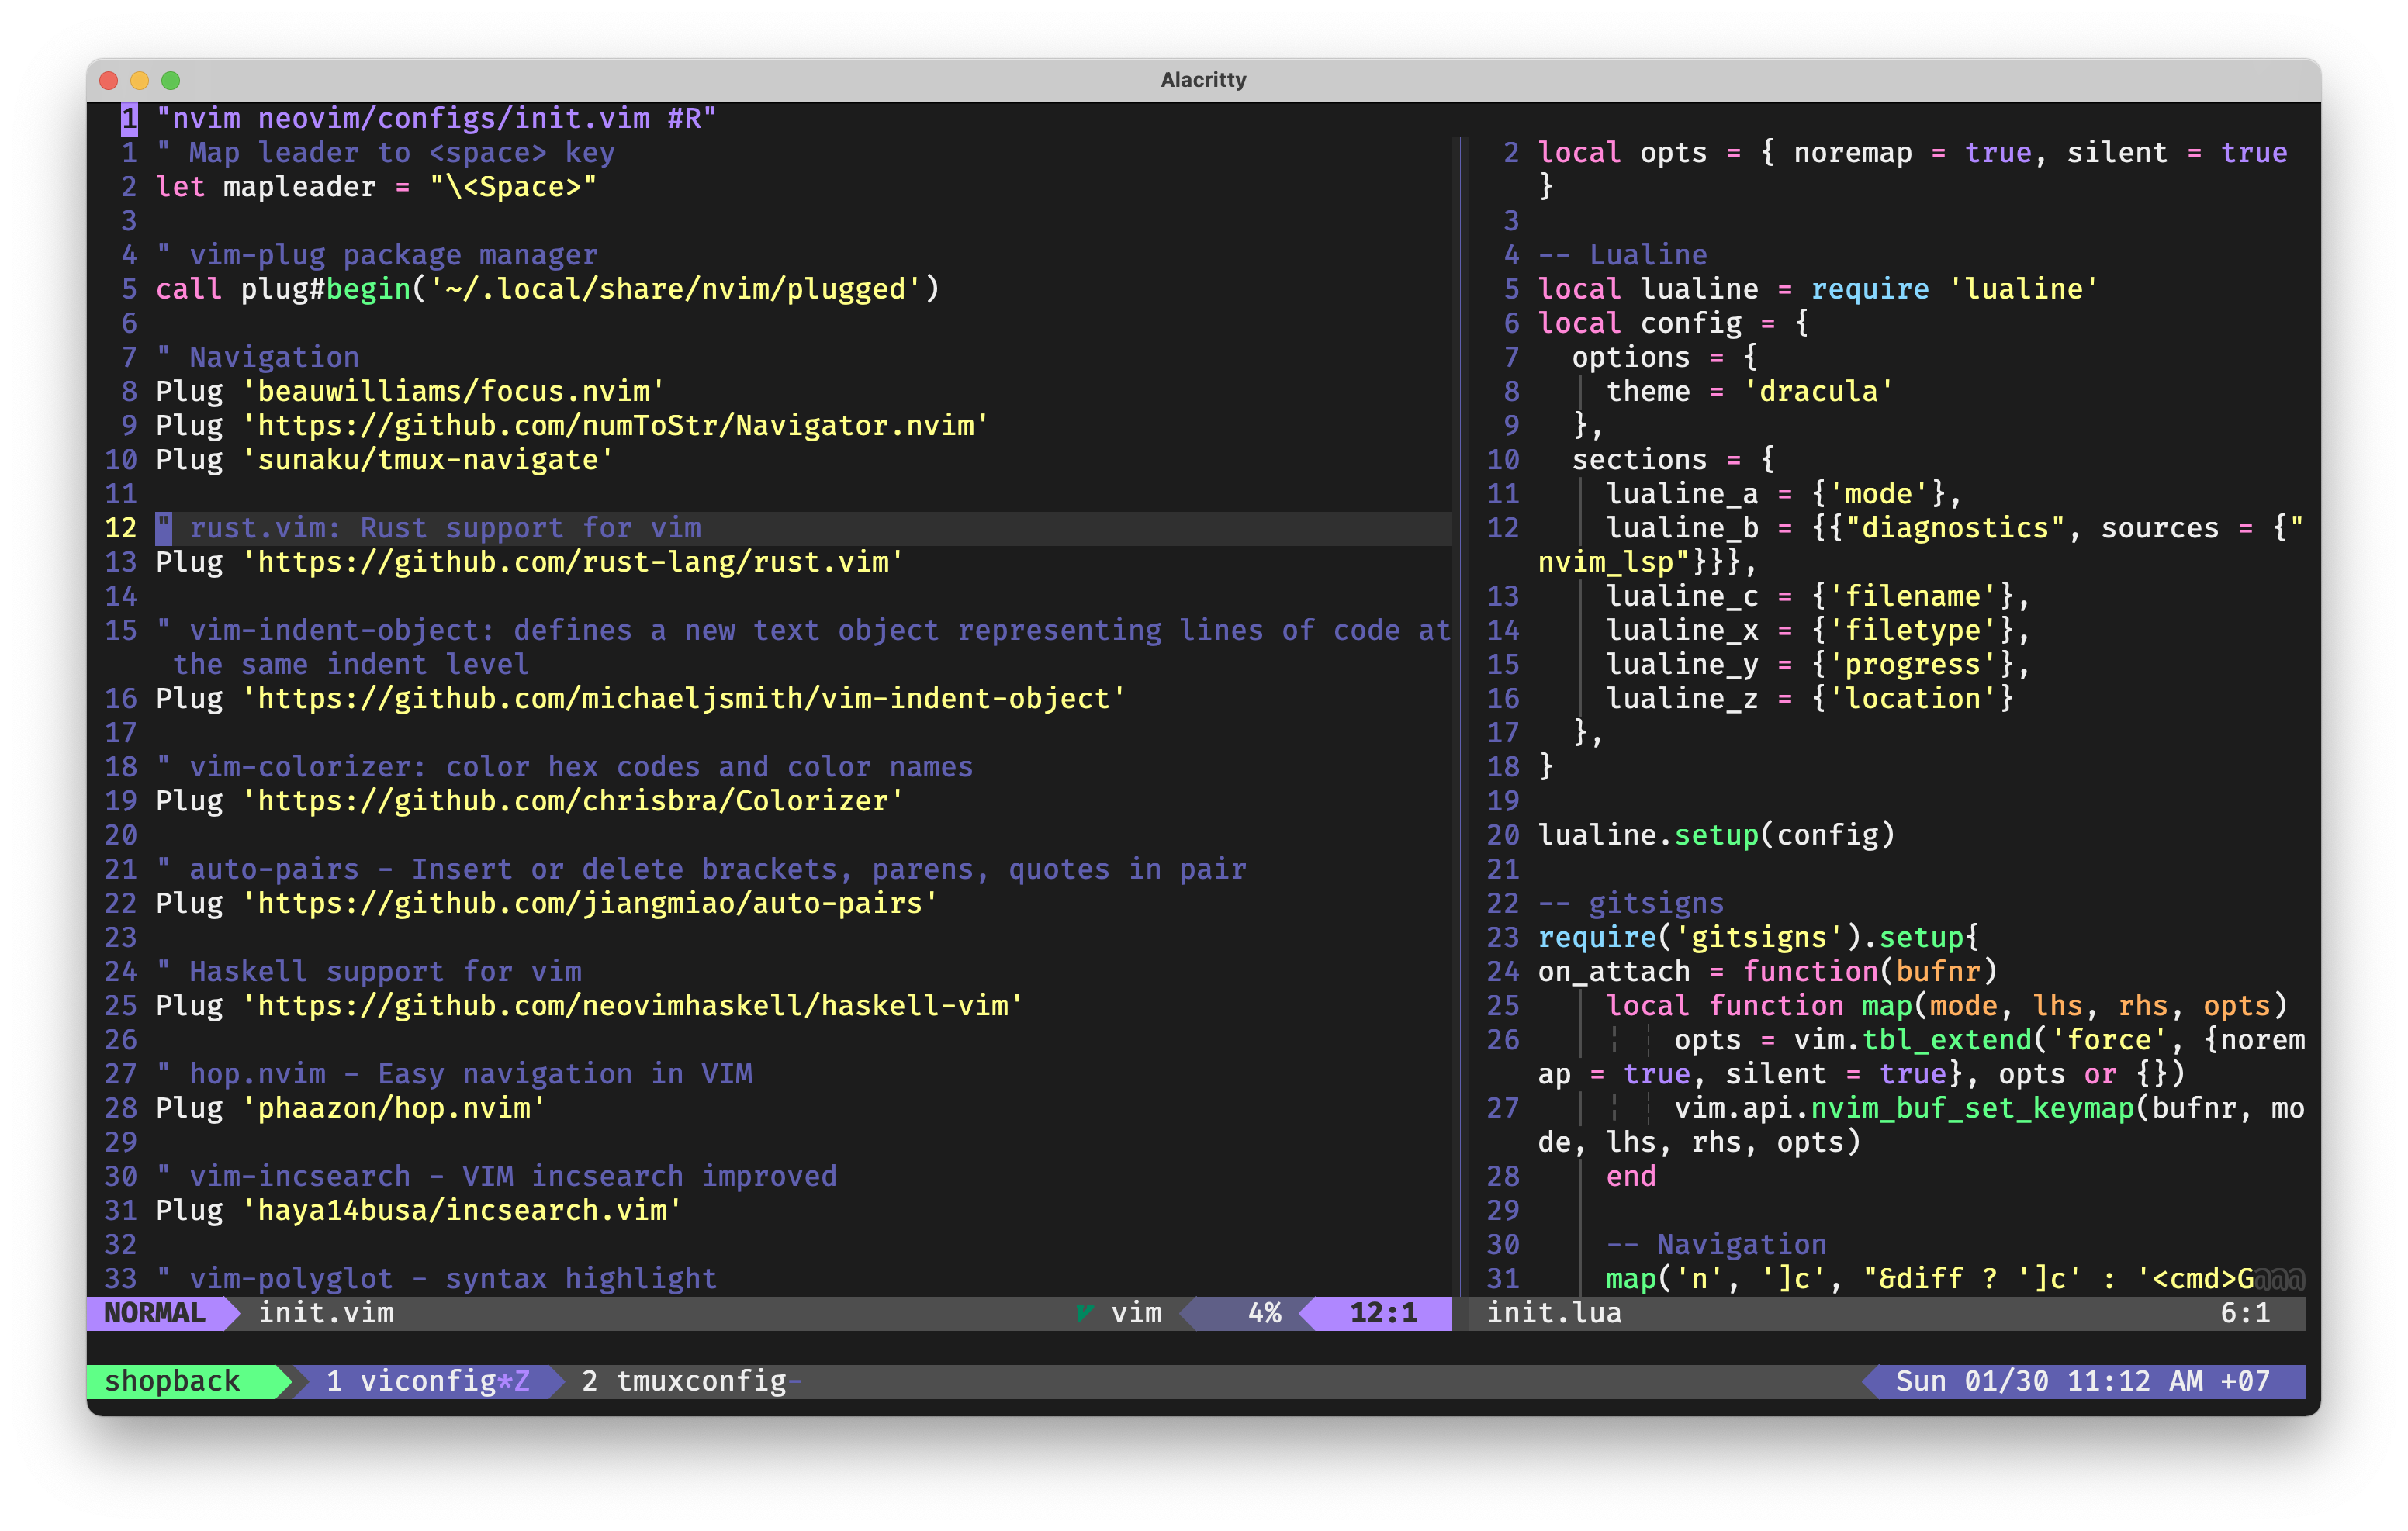 Alacritty
1 "nvim neovim/configs/init.vim #R"
1 " Map leader to <space> key
2 let mapleader = "\<Space>"
3
4 " vim-plug package manager
5 call plug#begin('~/.local/share/nvim/plugged')
6
7 " Navigation
8 Plug 'beauwilliams/focus.nvim'
9 Plug 'https://github.com/numToStr/Navigator.nvim'
10 Plug 'sunaku/tmux-navigate'
11
12 " rust.vim: Rust support for vim
13 Plug 'https://github.com/rust-lang/rust.vim'
14
15 " vim-indent-object: defines a new text object representing lines of code at
the same indent level
16 Plug 'https://github.com/michaeljsmith/vim-indent-object'
17
18 " vim-colorizer: color hex codes and color names
19 Plug 'https://github.com/chrisbra/Colorizer'
20
21 " auto-pairs - Insert or delete brackets, parens, quotes in pair
22 Plug 'https://github.com/jiangmiao/auto-pairs'
23
24 " Haskell support for vim
25 Plug 'https://github.com/neovimhaskell/haskell-vim'
26
27 " hop.nvim - Easy navigation in VIM
28 Plug 'phaazon/hop.nvim'
29
30 " vim-incsearch - VIM incsearch improved
31 Plug 'haya14busa/incsearch.vim'
32
33 " vim-polyglot - syntax highlight
NORMAL init.vim vim 4% 12:1
2 local opts = { noremap = true, silent = true
}
3
4 -- Lualine
5 local lualine = require 'lualine'
6 local config = {
7 options = {
8 theme = 'dracula'
9 },
10 sections = {
11 lualine_a = {'mode'},
12 lualine_b = {{"diagnostics", sources = {"
nvim_lsp"}}},
13 lualine_c = {'filename'},
14 lualine_x = {'filetype'},
15 lualine_y = {'progress'},
16 lualine_z = {'location'}
17 },
18 }
19
20 lualine.setup(config)
21
22 -- gitsigns
23 require('gitsigns').setup{
24 on_attach = function(bufnr)
25 local function map(mode, lhs, rhs, opts)
26 opts = vim.tbl_extend('force', {norem
ap = true, silent = true}, opts or {})
27 vim.api.nvim_buf_set_keymap(bufnr, mo
de, lhs, rhs, opts)
28 end
29
30 -- Navigation
31 map('n', ']c', "&diff ? ']c' : '<cmd>G@@@
init.lua 6:1
shopback 1 viconfig*Z 2 tmuxconfig- Sun 01/30 11:12 AM +07